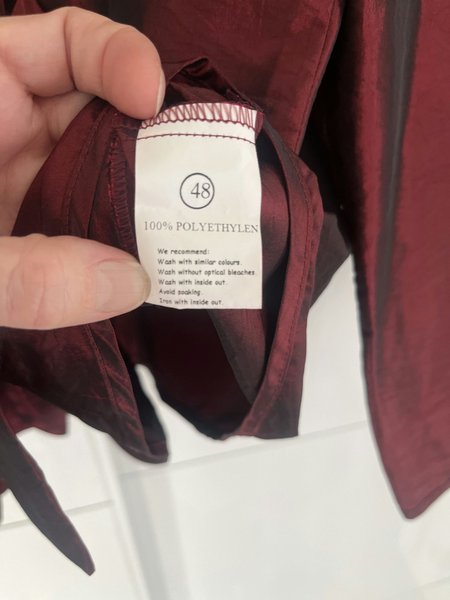 48
100% POLYETHYLEN
We recommend:
Wash with similar colours.
Wash without optical bleaches
Wash with inside out.
Avoid soaking.
Iron with inside out.